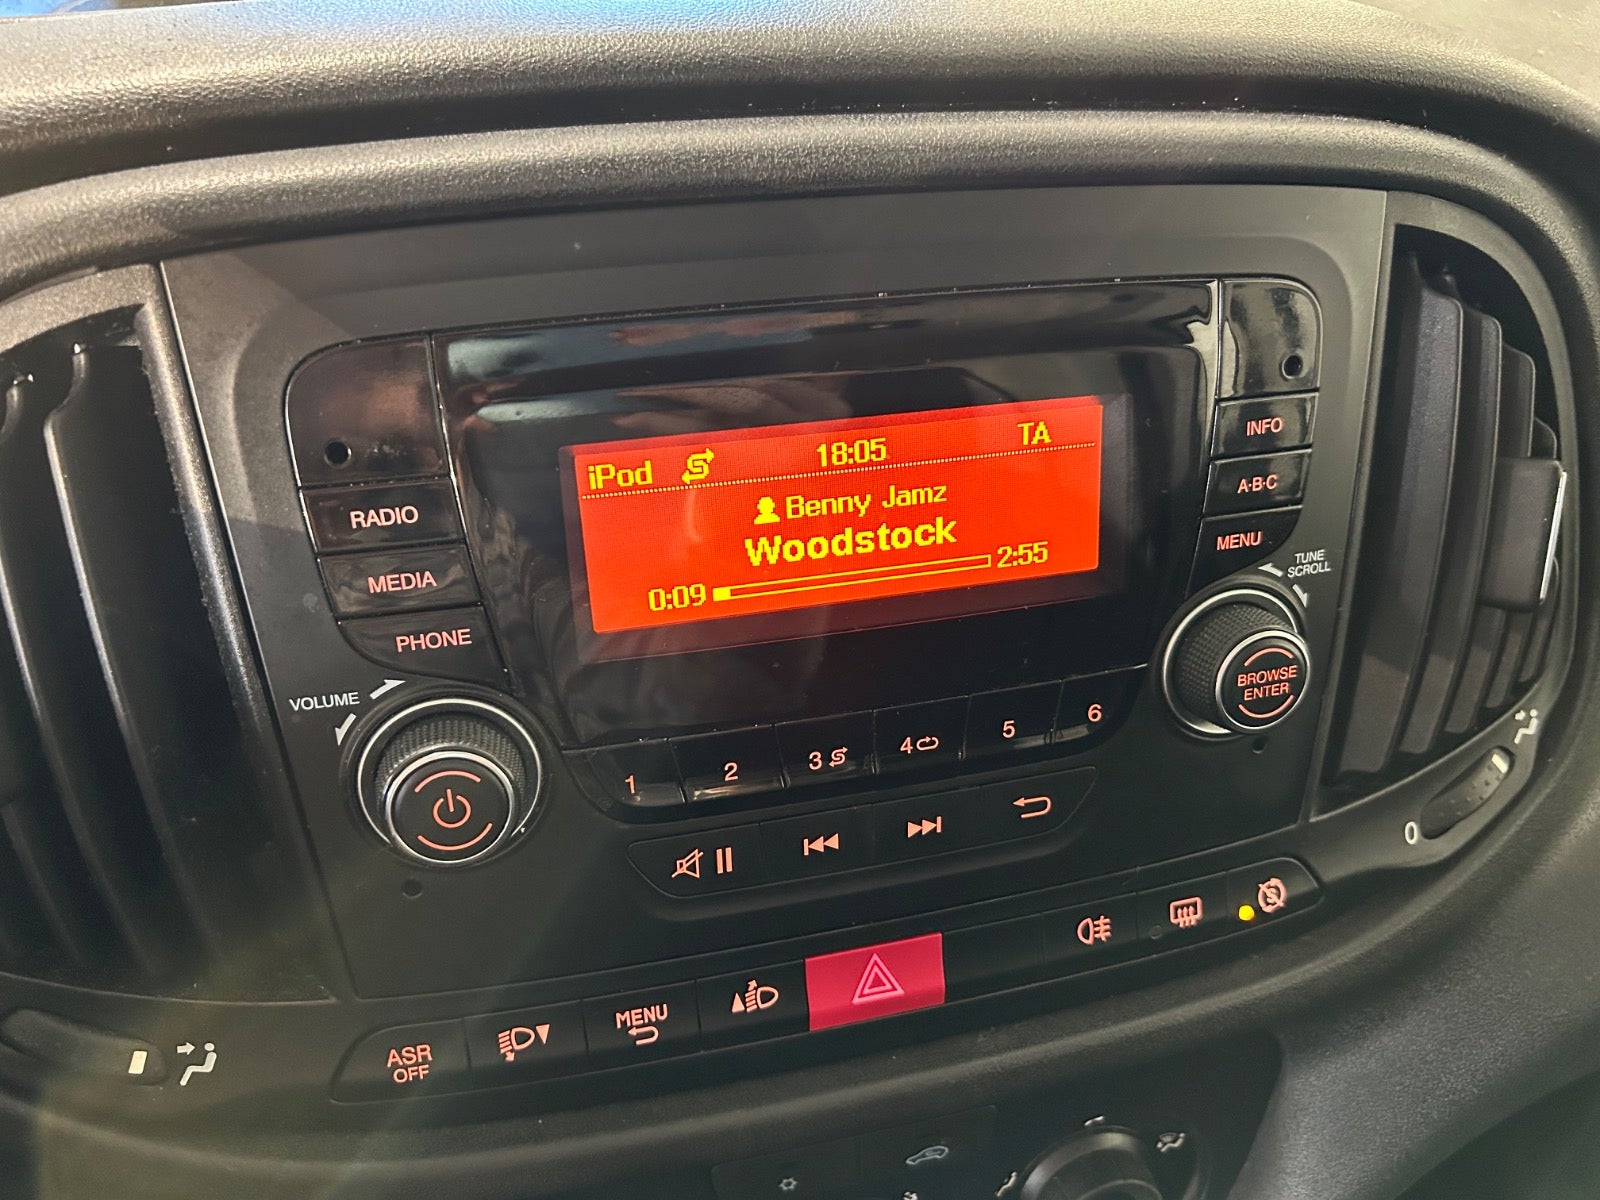 iPod 18:05 TA
Benny Jamz
Woodstock
0:09 2:55
RADIO
MEDIA
PHONE
VOLUME
INFO
A·B·C
MENU
TUNE
SCROLL
BROWSE
ENTER
1 2 3 4 5 6
0
ASR
OFF
MENU